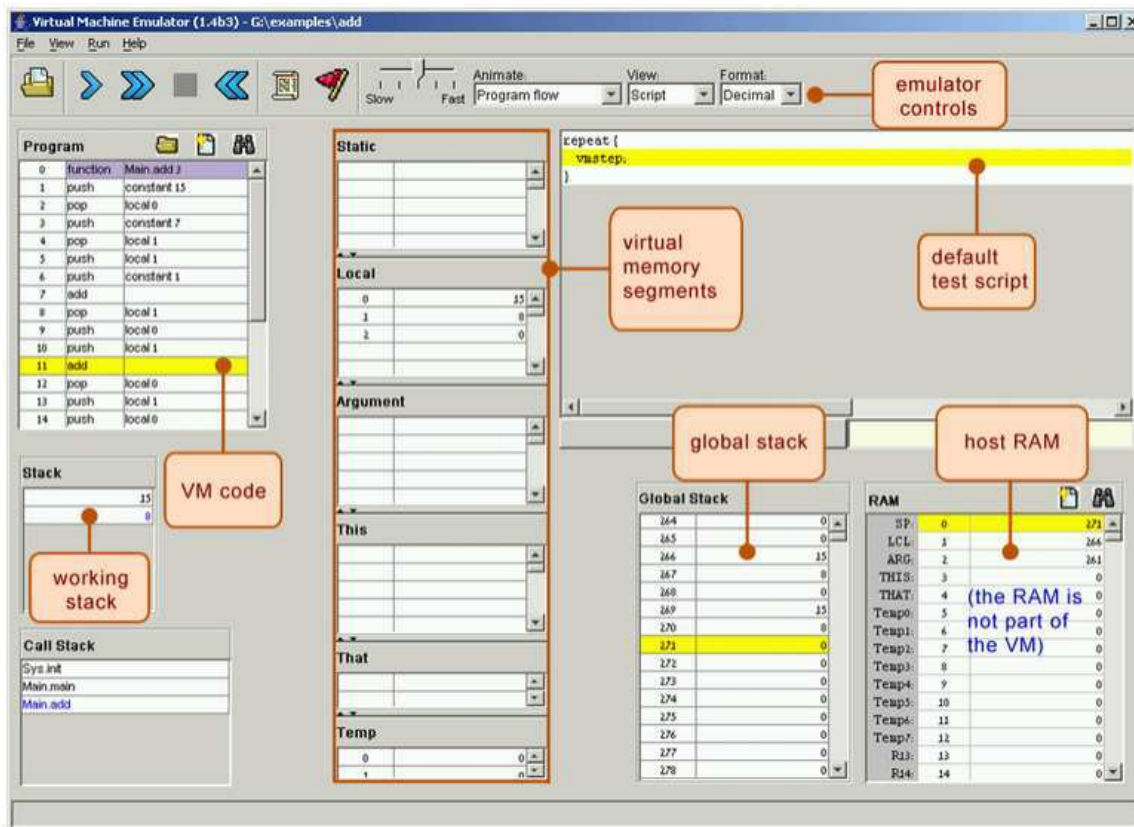 Virtual Machine Emulator (1.4b3) - G:\examples\add
File View Run Help
Slow Fast
Animate:
Program flow
View:
Script
Format:
Decimal
emulator
controls
Program
0 function Main.add 3
1 push constant 15
2 pop local 0
3 push constant 7
4 pop local 1
5 push local 1
6 push constant 1
7 add
8 pop local 1
9 push local 0
10 push local 1
11 add
12 pop local 0
13 push local 1
14 push local 0
VM code
Stack
15
8
working
stack
Call Stack
Sys.init
Main.main
Main.add
Static
Local
0 15
1 8
2 0
Argument
This
That
Temp
0 0
1 0
virtual
memory
segments
repeat {
vmstep;
}
default
test script
global stack
Global Stack
264 0
265 0
266 15
267 8
268 0
269 15
270 8
271 0
272 0
273 0
274 0
275 0
276 0
277 0
278 0
host RAM
RAM
SP: 0 271
LCL: 1 266
ARG: 2 261
THIS: 3 0
THAT: 4 0
Temp0: 5 0
Temp1: 6 0
Temp2: 7 0
Temp3: 8 0
Temp4: 9 0
Temp5: 10 0
Temp6: 11 0
Temp7: 12 0
R13: 13 0
R14: 14 0
(the RAM is
not part of
the VM)